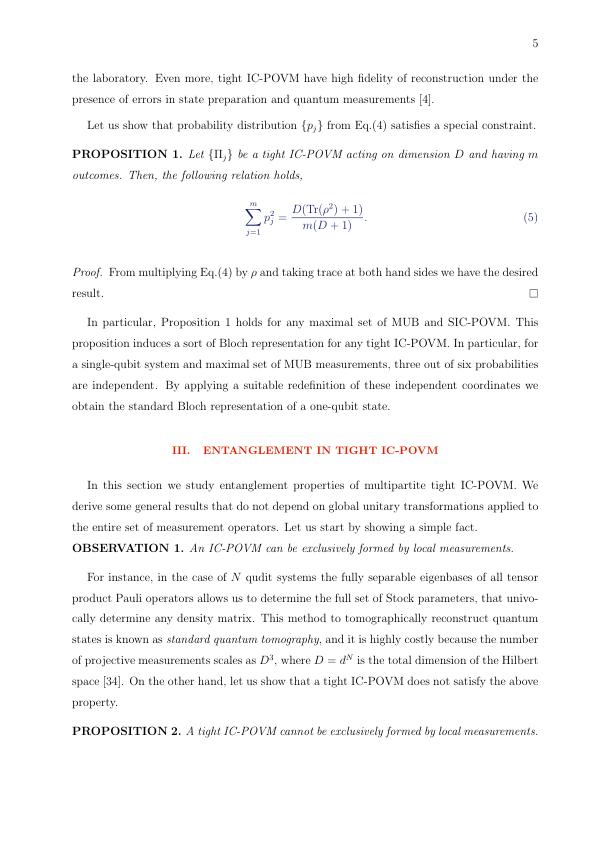 5
the laboratory. Even more, tight IC-POVM have high fidelity of reconstruction under the
presence of errors in state preparation and quantum measurements [4].
Let us show that probability distribution {p_j} from Eq.(4) satisfies a special constraint.
PROPOSITION 1. Let {Π_j} be a tight IC-POVM acting on dimension D and having m
outcomes. Then, the following relation holds,
\sum_{j=1}^{m} p_j^2 = \frac{D(Tr(ρ^2) + 1)}{m(D + 1)}. (5)
Proof. From multiplying Eq.(4) by ρ and taking trace at both hand sides we have the desired
result. □
In particular, Proposition 1 holds for any maximal set of MUB and SIC-POVM. This
proposition induces a sort of Bloch representation for any tight IC-POVM. In particular, for
a single-qubit system and maximal set of MUB measurements, three out of six probabilities
are independent. By applying a suitable redefinition of these independent coordinates we
obtain the standard Bloch representation of a one-qubit state.
III. ENTANGLEMENT IN TIGHT IC-POVM
In this section we study entanglement properties of multipartite tight IC-POVM. We
derive some general results that do not depend on global unitary transformations applied to
the entire set of measurement operators. Let us start by showing a simple fact.
OBSERVATION 1. An IC-POVM can be exclusively formed by local measurements.
For instance, in the case of N qudit systems the fully separable eigenbases of all tensor
product Pauli operators allows us to determine the full set of Stock parameters, that univo-
cally determine any density matrix. This method to tomographically reconstruct quantum
states is known as standard quantum tomography, and it is highly costly because the number
of projective measurements scales as D^3, where D = d^N is the total dimension of the Hilbert
space [34]. On the other hand, let us show that a tight IC-POVM does not satisfy the above
property.
PROPOSITION 2. A tight IC-POVM cannot be exclusively formed by local measurements.